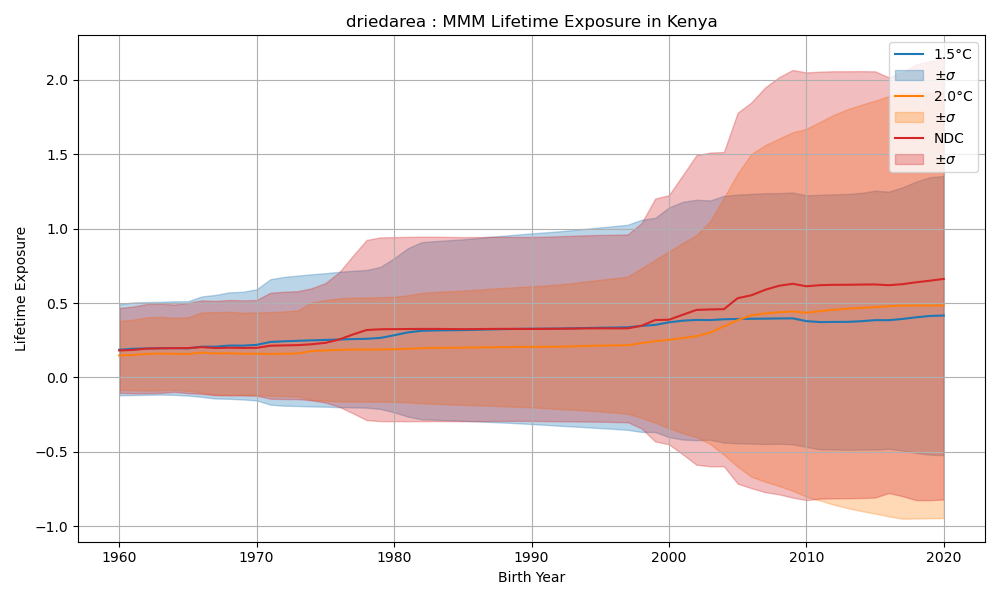 driedarea : MMM Lifetime Exposure in Kenya
Lifetime Exposure
2.0
1.5
1.0
0.5
0.0
−0.5
−1.0
1.5°C
±σ
2.0°C
±σ
NDC
±σ
1960 1970 1980 1990 2000 2010 2020
Birth Year